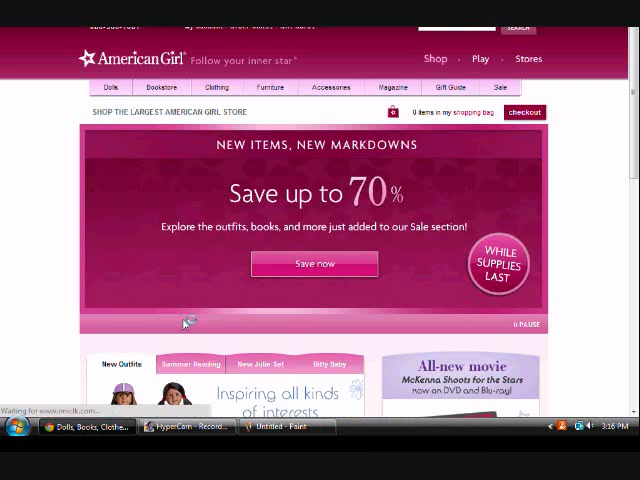 SEARCH
American Girl® Follow your inner star®
Shop · Play · Stores
Dolls Bookstore Clothing Furniture Accessories Magazine Gift Guide Sale
SHOP THE LARGEST AMERICAN GIRL STORE
0 items in my shopping bag checkout
NEW ITEMS, NEW MARKDOWNS
Save up to 70%
Explore the outfits, books, and more just added to our Sale section!
Save now
WHILE
SUPPLIES
LAST
II PAUSE
New Outfits Summer Reading New Julie Set Bitty Baby
Inspiring all kinds
of interests
All-new movie
McKenna Shoots for the Stars
now on DVD and Blu-ray!
Dolls, Books, Clothe...
HyperCam - Record...
Untitled - Paint
3:16 PM